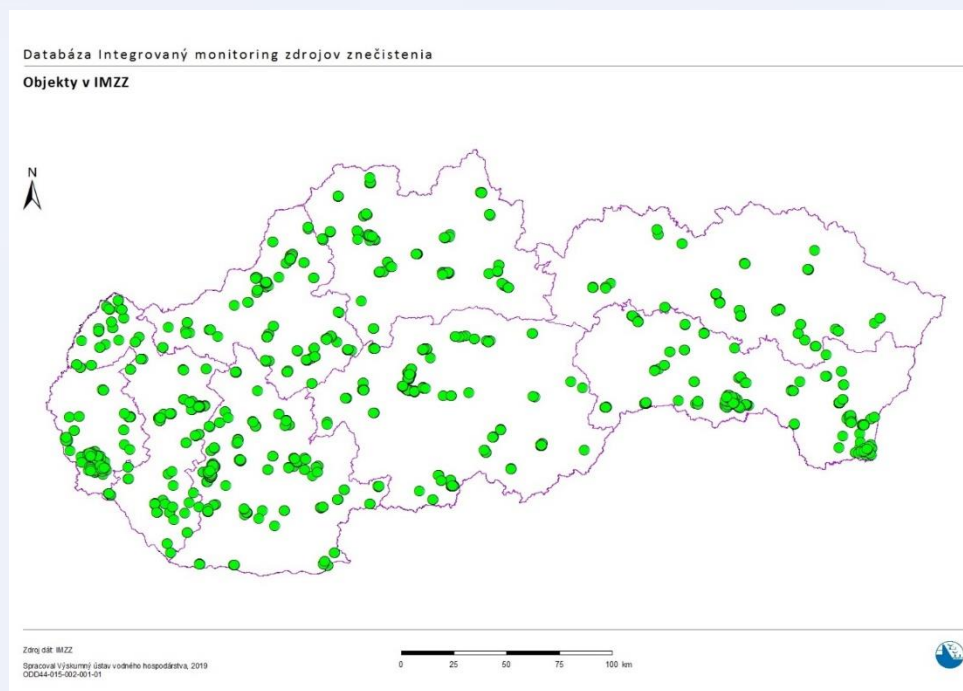 Databáza Integrovaný monitoring zdrojov znečistenia
Objekty v IMZZ
N
Zdroj dát: IMZZ
Spracoval Výskumný ústav vodného hospodárstva, 2019
ODD44-015-002-001-01
0 25 50 75 100 km